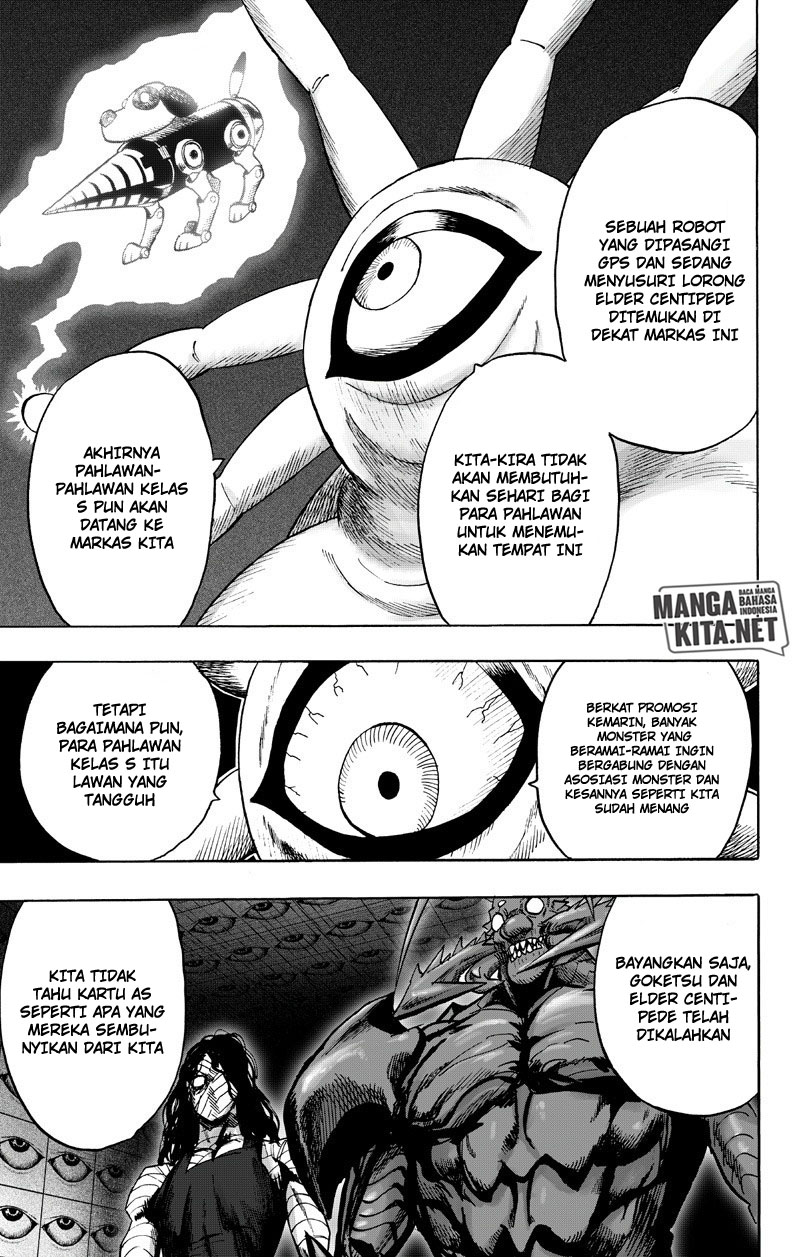 SEBUAH ROBOT
YANG DIPASANGI
GPS DAN SEDANG
MENYUSURI LORONG
ELDER CENTIPEDE
DITEMUKAN DI
DEKAT MARKAS INI
KITA-KIRA TIDAK
AKAN MEMBUTUH-
KAN SEHARI BAGI
PARA PAHLAWAN
UNTUK MENEMU-
KAN TEMPAT INI
AKHIRNYA
PAHLAWAN-
PAHLAWAN KELAS
S PUN AKAN
DATANG KE
MARKAS KITA
MANGA
BACA MANGA
BAHASA
INDONESIA
KITA.NET
BERKAT PROMOSI
KEMARIN, BANYAK
MONSTER YANG
BERAMAI-RAMAI INGIN
BERGABUNG DENGAN
ASOSIASI MONSTER DAN
KESANNYA SEPERTI KITA
SUDAH MENANG
TETAPI
BAGAIMANA PUN,
PARA PAHLAWAN
KELAS S ITU
LAWAN YANG
TANGGUH
BAYANGKAN SAJA,
GOKETSU DAN
ELDER CENTI-
PEDE TELAH
DIKALAHKAN
KITA TIDAK
TAHU KARTU AS
SEPERTI APA YANG
MEREKA SEMBU-
NYIKAN DARI KITA